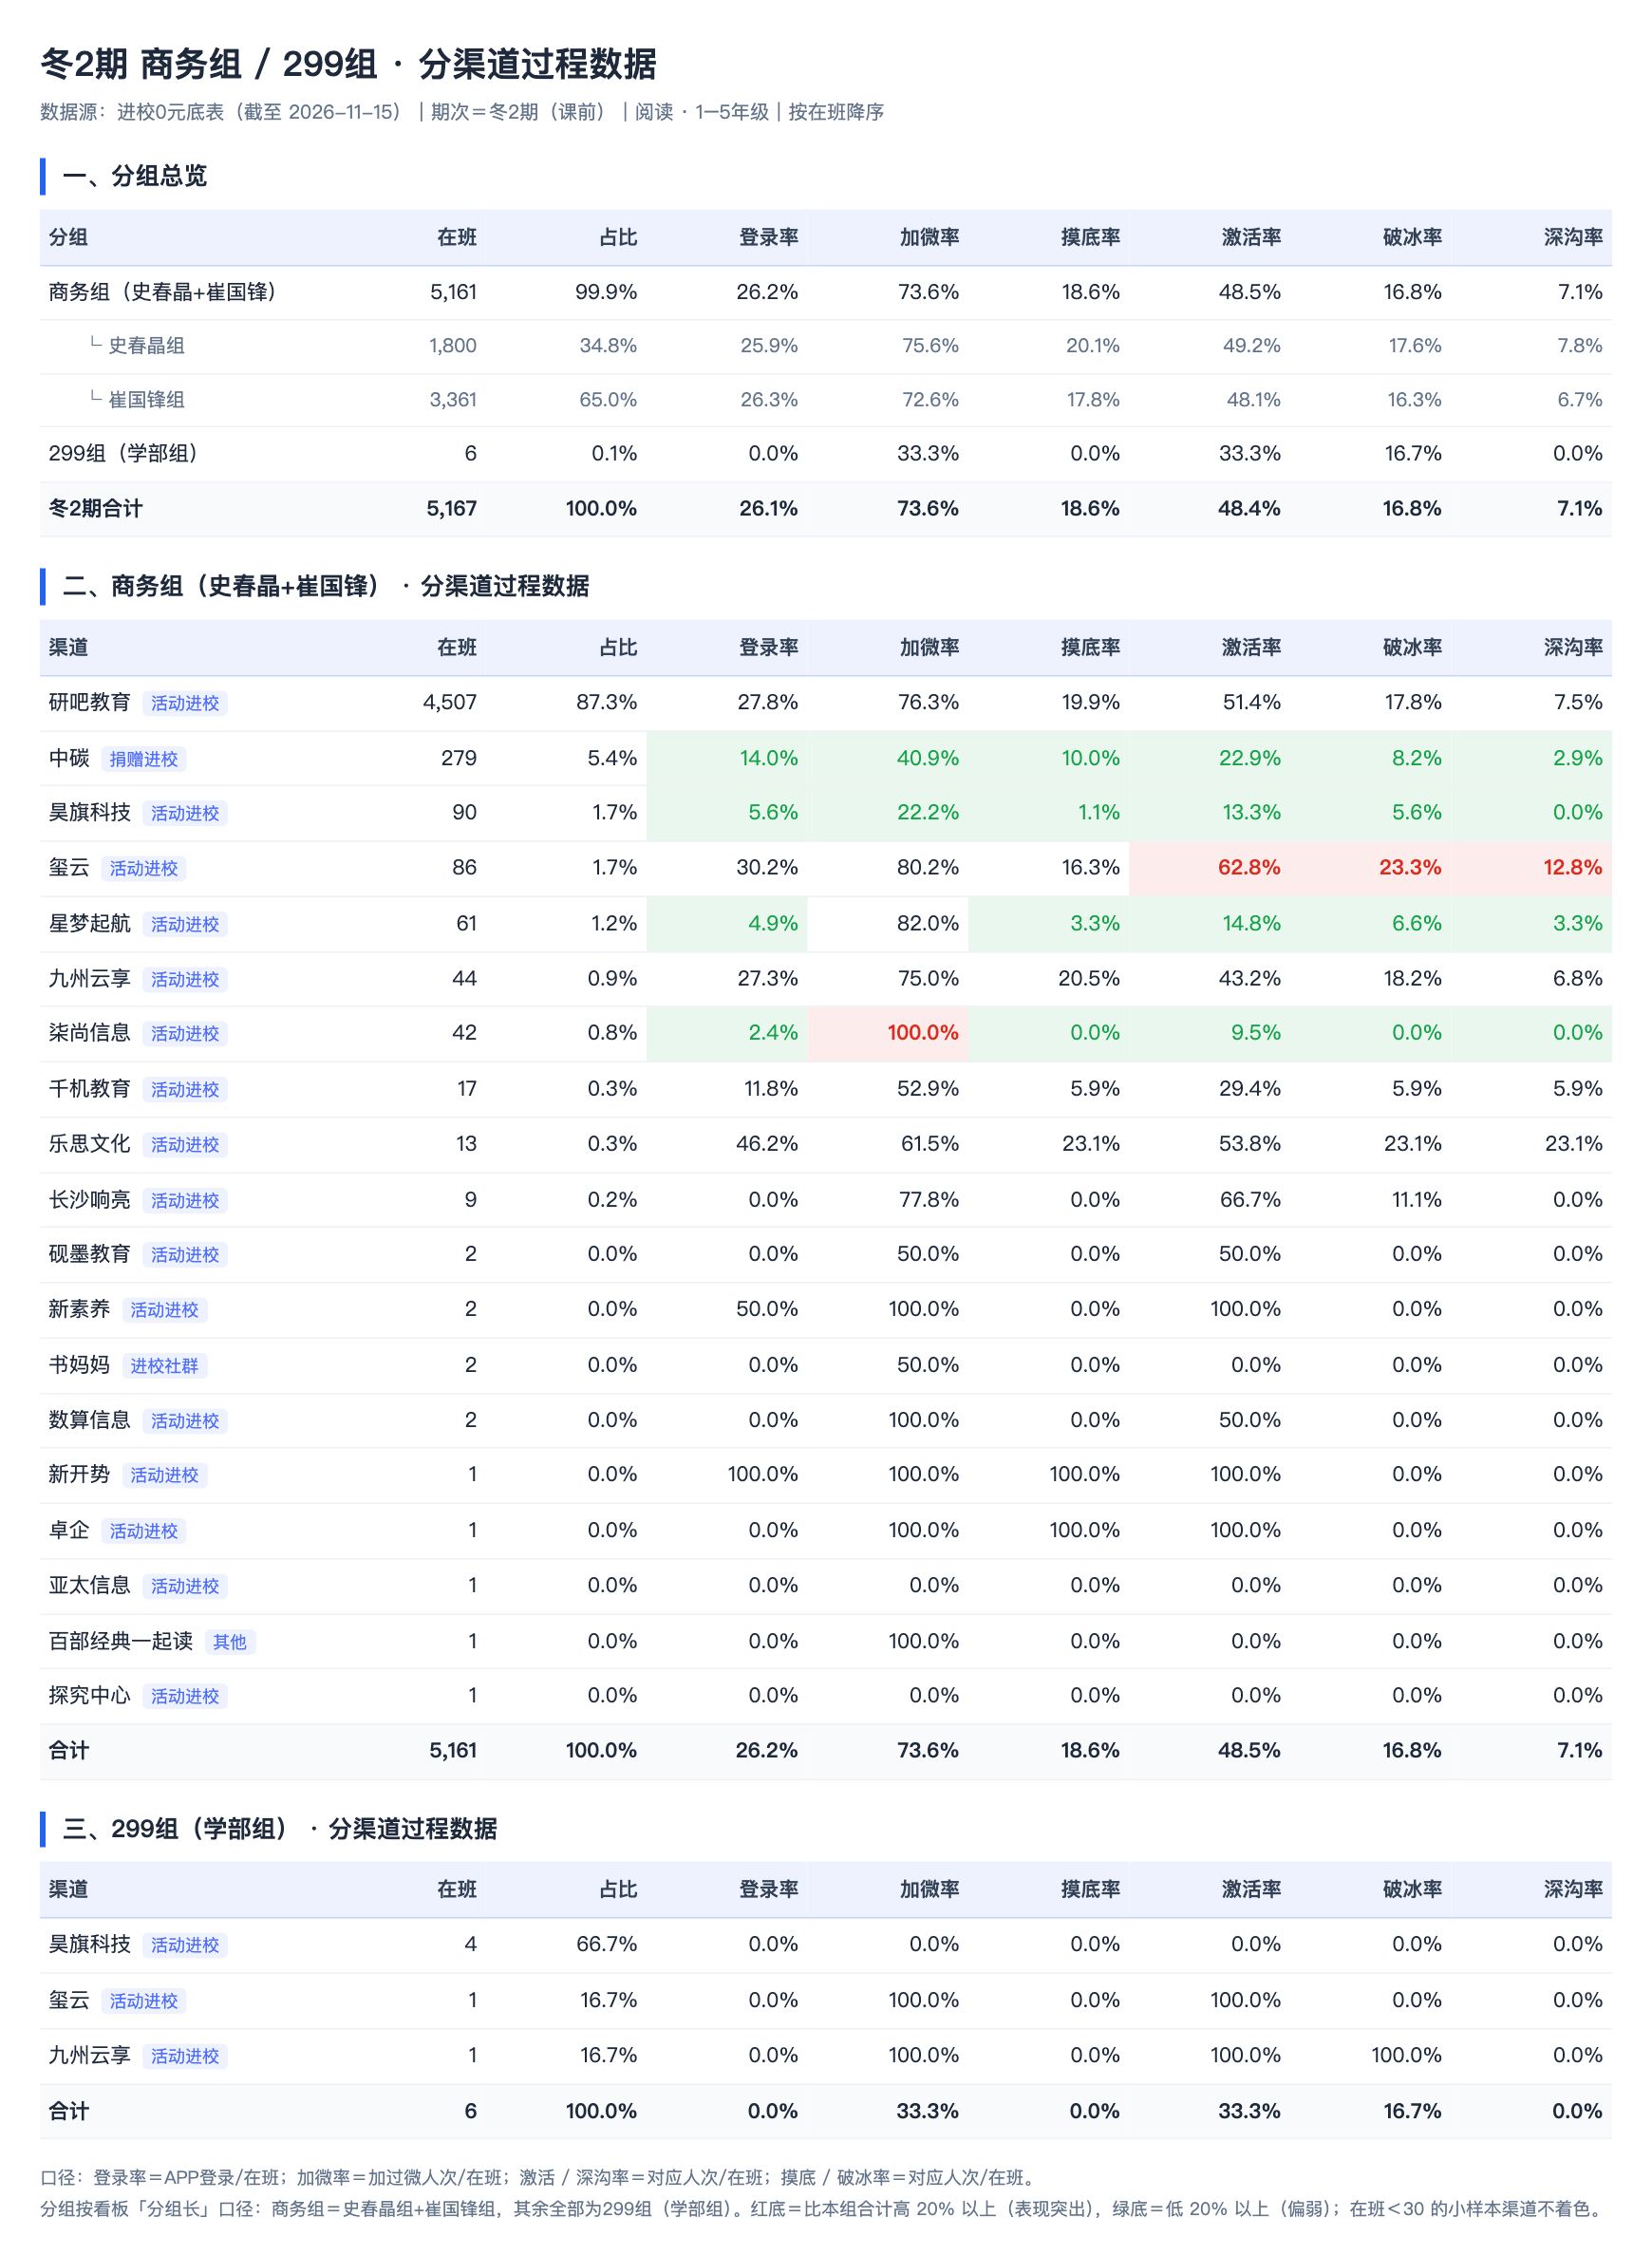 冬2期 商务组 / 299组 · 分渠道过程数据
数据源：进校0元底表（截至 2026-11-15）｜期次=冬2期（课前）｜阅读 · 1—5年级｜按在班降序
一、分组总览
分组 在班 占比 登录率 加微率 摸底率 激活率 破冰率 深沟率
商务组（史春晶+崔国锋） 5,161 99.9% 26.2% 73.6% 18.6% 48.5% 16.8% 7.1%
└ 史春晶组 1,800 34.8% 25.9% 75.6% 20.1% 49.2% 17.6% 7.8%
└ 崔国锋组 3,361 65.0% 26.3% 72.6% 17.8% 48.1% 16.3% 6.7%
299组（学部组） 6 0.1% 0.0% 33.3% 0.0% 33.3% 16.7% 0.0%
冬2期合计 5,167 100.0% 26.1% 73.6% 18.6% 48.4% 16.8% 7.1%
二、商务组（史春晶+崔国锋） · 分渠道过程数据
渠道 在班 占比 登录率 加微率 摸底率 激活率 破冰率 深沟率
研吧教育 活动进校 4,507 87.3% 27.8% 76.3% 19.9% 51.4% 17.8% 7.5%
中碳 捐赠进校 279 5.4% 14.0% 40.9% 10.0% 22.9% 8.2% 2.9%
昊旗科技 活动进校 90 1.7% 5.6% 22.2% 1.1% 13.3% 5.6% 0.0%
玺云 活动进校 86 1.7% 30.2% 80.2% 16.3% 62.8% 23.3% 12.8%
星梦起航 活动进校 61 1.2% 4.9% 82.0% 3.3% 14.8% 6.6% 3.3%
九州云享 活动进校 44 0.9% 27.3% 75.0% 20.5% 43.2% 18.2% 6.8%
柒尚信息 活动进校 42 0.8% 2.4% 100.0% 0.0% 9.5% 0.0% 0.0%
千机教育 活动进校 17 0.3% 11.8% 52.9% 5.9% 29.4% 5.9% 5.9%
乐思文化 活动进校 13 0.3% 46.2% 61.5% 23.1% 53.8% 23.1% 23.1%
长沙响亮 活动进校 9 0.2% 0.0% 77.8% 0.0% 66.7% 11.1% 0.0%
砚墨教育 活动进校 2 0.0% 0.0% 50.0% 0.0% 50.0% 0.0% 0.0%
新素养 活动进校 2 0.0% 50.0% 100.0% 0.0% 100.0% 0.0% 0.0%
书妈妈 进校社群 2 0.0% 0.0% 50.0% 0.0% 0.0% 0.0% 0.0%
数算信息 活动进校 2 0.0% 0.0% 100.0% 0.0% 50.0% 0.0% 0.0%
新开势 活动进校 1 0.0% 100.0% 100.0% 100.0% 100.0% 0.0% 0.0%
卓企 活动进校 1 0.0% 0.0% 100.0% 100.0% 100.0% 0.0% 0.0%
亚太信息 活动进校 1 0.0% 0.0% 0.0% 0.0% 0.0% 0.0% 0.0%
百部经典一起读 其他 1 0.0% 0.0% 100.0% 0.0% 0.0% 0.0% 0.0%
探究中心 活动进校 1 0.0% 0.0% 0.0% 0.0% 0.0% 0.0% 0.0%
合计 5,161 100.0% 26.2% 73.6% 18.6% 48.5% 16.8% 7.1%
三、299组（学部组） · 分渠道过程数据
渠道 在班 占比 登录率 加微率 摸底率 激活率 破冰率 深沟率
昊旗科技 活动进校 4 66.7% 0.0% 0.0% 0.0% 0.0% 0.0% 0.0%
玺云 活动进校 1 16.7% 0.0% 100.0% 0.0% 100.0% 0.0% 0.0%
九州云享 活动进校 1 16.7% 0.0% 100.0% 0.0% 100.0% 100.0% 0.0%
合计 6 100.0% 0.0% 33.3% 0.0% 33.3% 16.7% 0.0%
口径：登录率=APP登录/在班；加微率=加过微人次/在班；激活 / 深沟率=对应人次/在班；摸底 / 破冰率=对应人次/在班。
分组按看板「分组长」口径：商务组=史春晶组+崔国锋组，其余全部为299组（学部组）。红底=比本组合计高 20% 以上（表现突出），绿底=低 20% 以上（偏弱）；在班＜30 的小样本渠道不着色。